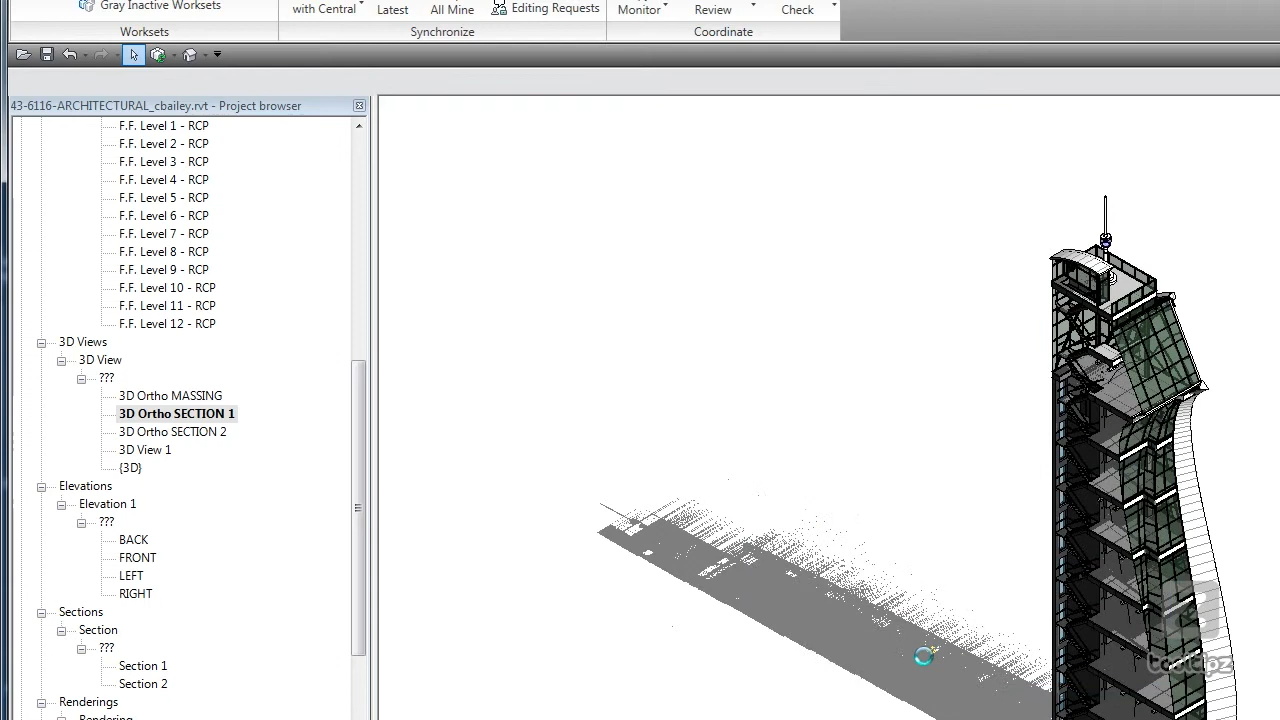 Gray Inactive Worksets
with Central
Latest
All Mine
Editing Requests
Monitor
Review
Check
Worksets
Synchronize
Coordinate
43-6116-ARCHITECTURAL_cbailey.rvt - Project browser
F.F. Level 1 - RCP
F.F. Level 2 - RCP
F.F. Level 3 - RCP
F.F. Level 4 - RCP
F.F. Level 5 - RCP
F.F. Level 6 - RCP
F.F. Level 7 - RCP
F.F. Level 8 - RCP
F.F. Level 9 - RCP
F.F. Level 10 - RCP
F.F. Level 11 - RCP
F.F. Level 12 - RCP
3D Views
3D View
???
3D Ortho MASSING
3D Ortho SECTION 1
3D Ortho SECTION 2
3D View 1
{3D}
Elevations
Elevation 1
???
BACK
FRONT
LEFT
RIGHT
Sections
Section
???
Section 1
Section 2
Renderings
Rendering